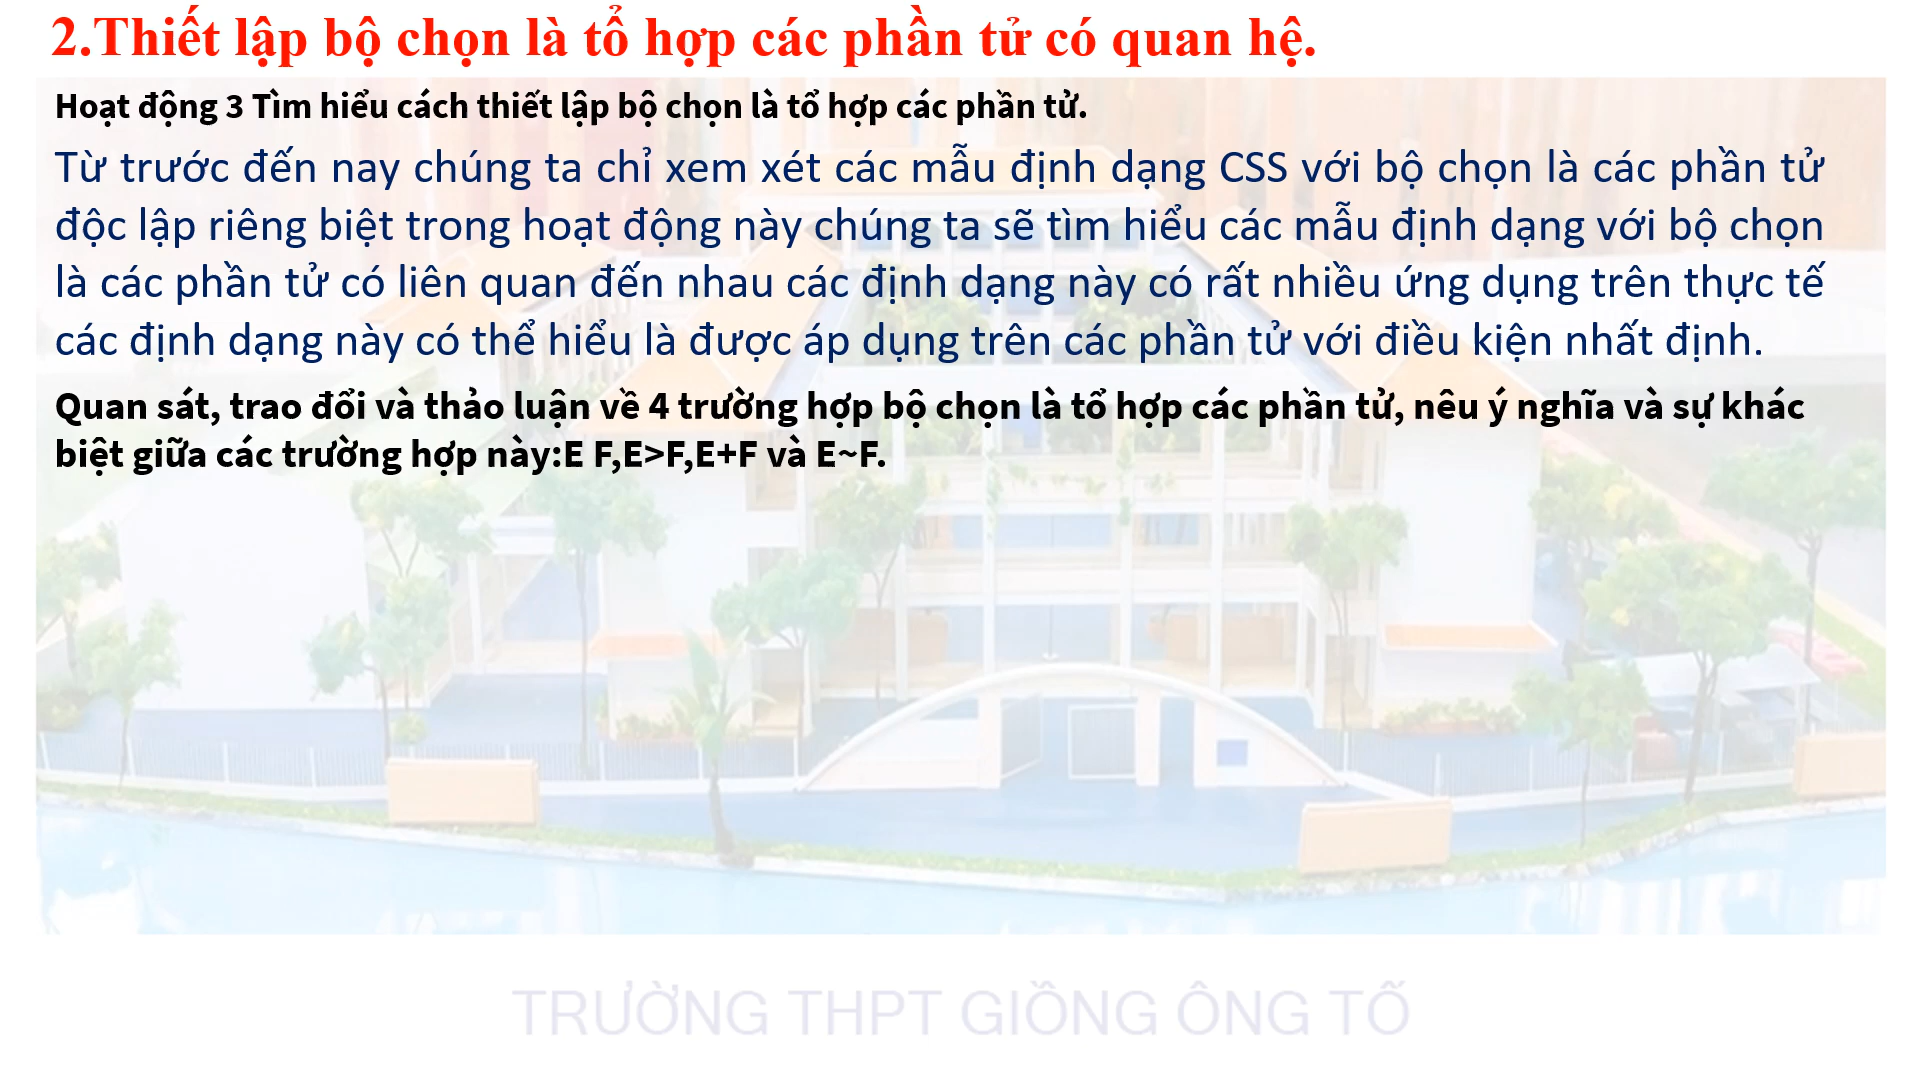 2.Thiết lập bộ chọn là tổ hợp các phần tử có quan hệ.
Hoạt động 3 Tìm hiểu cách thiết lập bộ chọn là tổ hợp các phần tử.
Từ trước đến nay chúng ta chỉ xem xét các mẫu định dạng CSS với bộ chọn là các phần tử
độc lập riêng biệt trong hoạt động này chúng ta sẽ tìm hiểu các mẫu định dạng với bộ chọn
là các phần tử có liên quan đến nhau các định dạng này có rất nhiều ứng dụng trên thực tế
các định dạng này có thể hiểu là được áp dụng trên các phần tử với điều kiện nhất định.
Quan sát, trao đổi và thảo luận về 4 trường hợp bộ chọn là tổ hợp các phần tử, nêu ý nghĩa và sự khác
biệt giữa các trường hợp này:E F,E>F,E+F và E~F.
TRƯỜNG THPT GIỒNG ÔNG TỐ